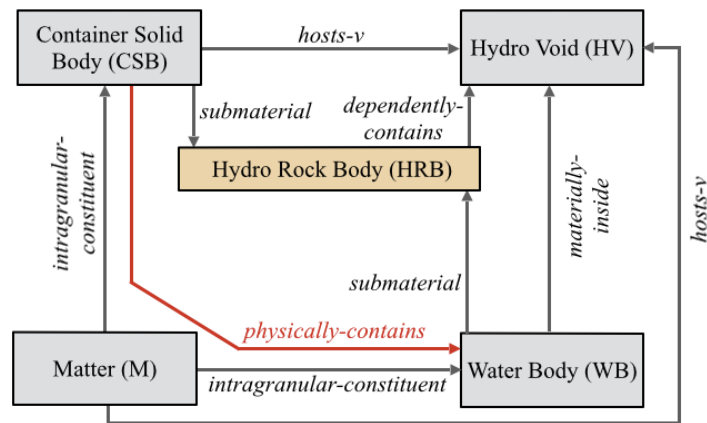 Container Solid
Body (CSB)
hosts-v
Hydro Void (HV)
submaterial
dependently-
contains
Hydro Rock Body (HRB)
intragranular-
constituent
materially-
inside
hosts-v
submaterial
physically-contains
Matter (M)
intragranular-constituent
Water Body (WB)